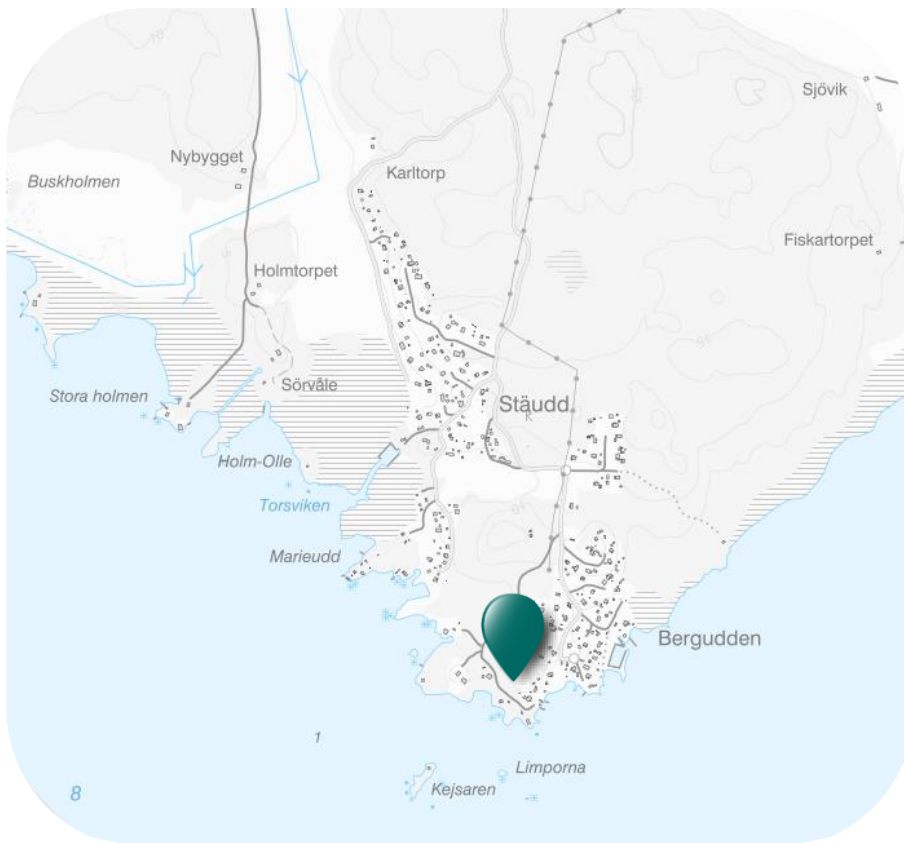 Sjövik
Nybygget
Karltorp
Buskholmen
Fiskartorpet
Holmtorpet
Sörvåle
Stora holmen
Stäudd
K
Holm-Olle
Torsviken
Marieudd
Bergudden
1
Limporna
Kejsaren
8